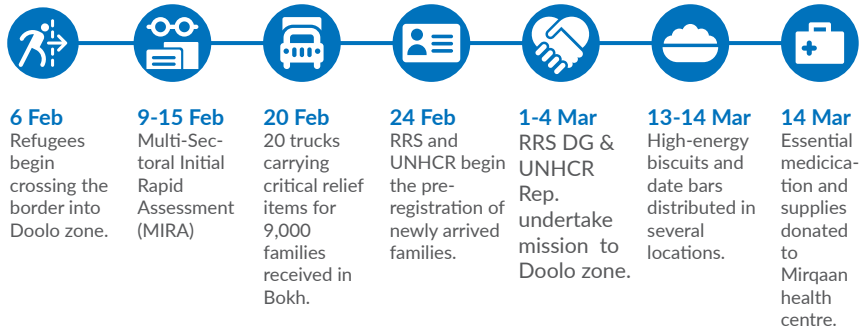 6 Feb
Refugees
begin
crossing the
border into
Doolo zone.
9-15 Feb
Multi-Sec-
toral Initial
Rapid
Assessment
(MIRA)
20 Feb
20 trucks
carrying
critical relief
items for
9,000
families
received in
Bokh.
24 Feb
RRS and
UNHCR begin
the pre-
registration of
newly arrived
families.
1-4 Mar
RRS DG &
UNHCR
Rep.
undertake
mission to
Doolo zone.
13-14 Mar
High-energy
biscuits and
date bars
distributed in
several
locations.
14 Mar
Essential
medicica-
tion and
supplies
donated
to
Mirqaan
health
centre.